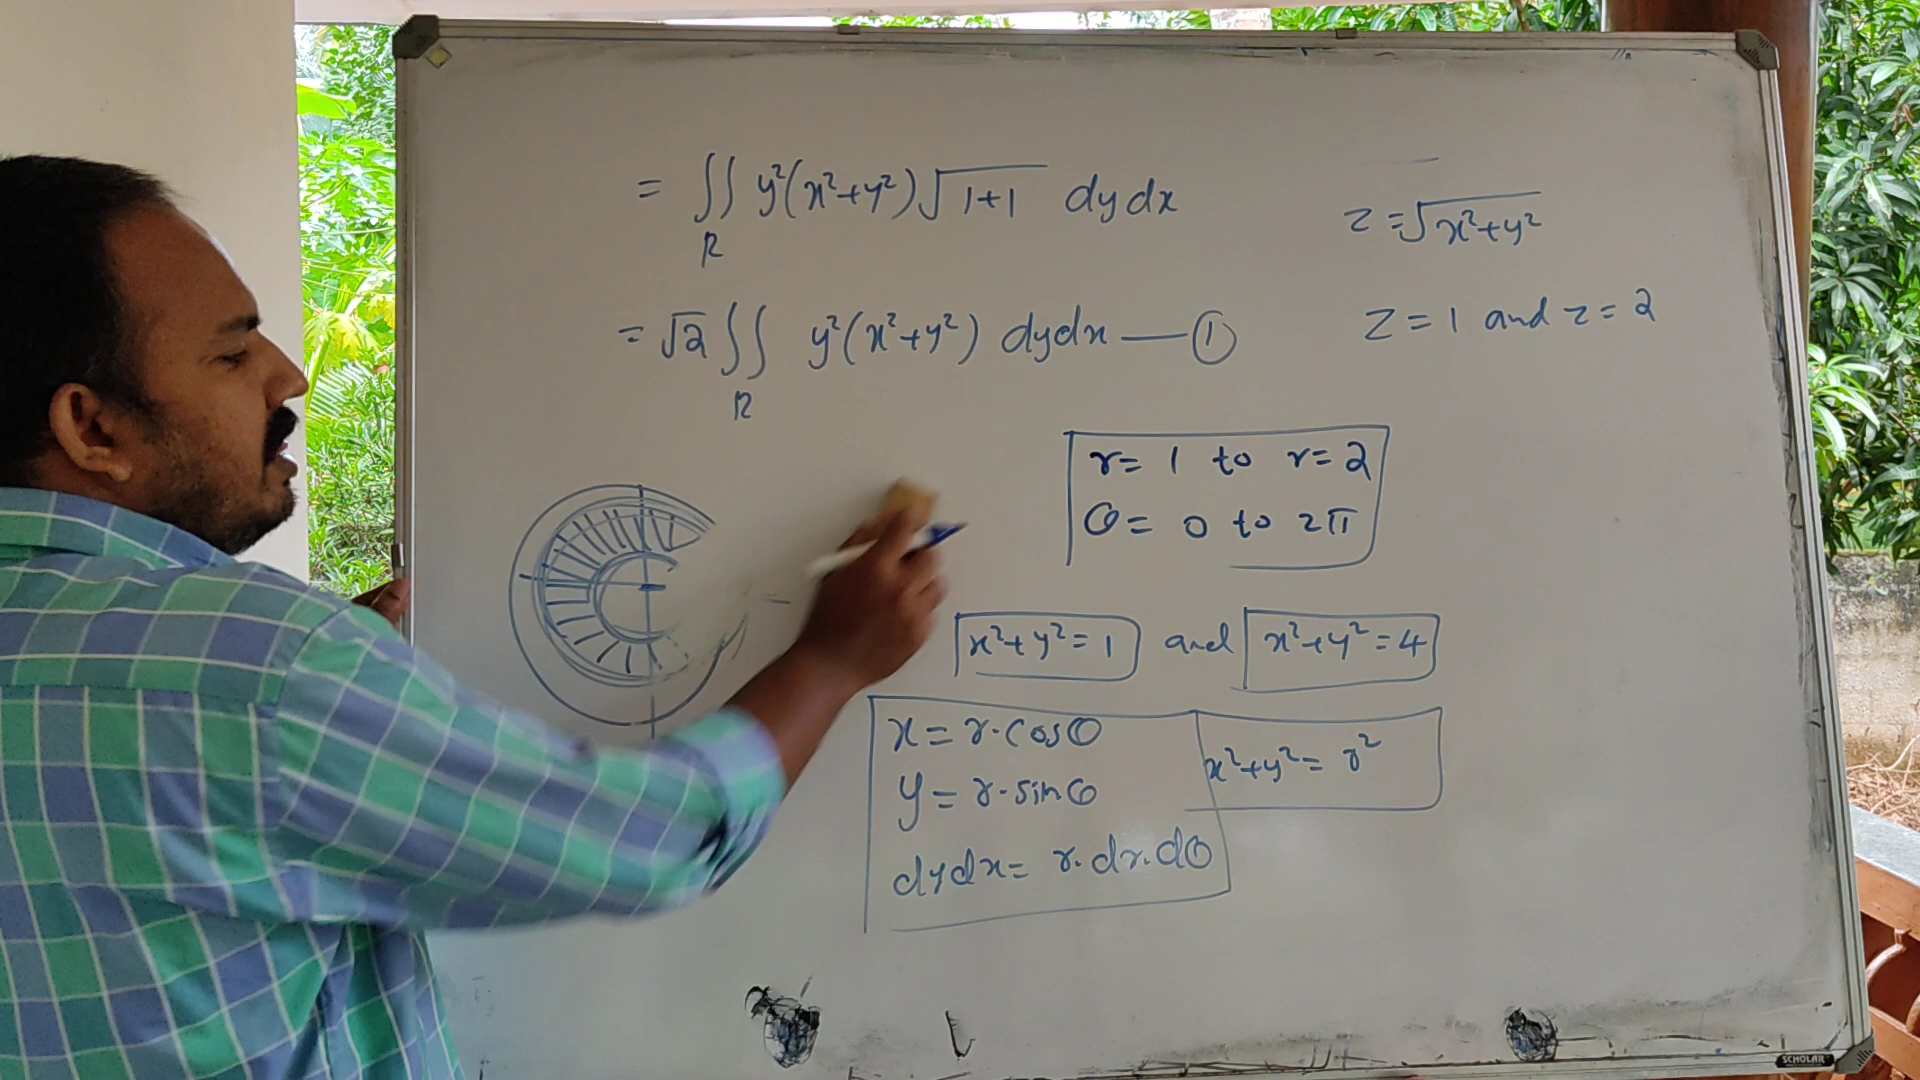 = ∬ y²(x²+y²)√1+1 dydx
R
z=√x²+y²
= √2 ∬ y²(x²+y²) dydx — ①
R
z=1 and z=2
r= 1 to r=2
θ= 0 to 2π
x²+y²=1 and x²+y²=4
x=r·cosθ
y=r·sinθ
x²+y²= r²
dydx= r.dr.dθ
SCHOLAR